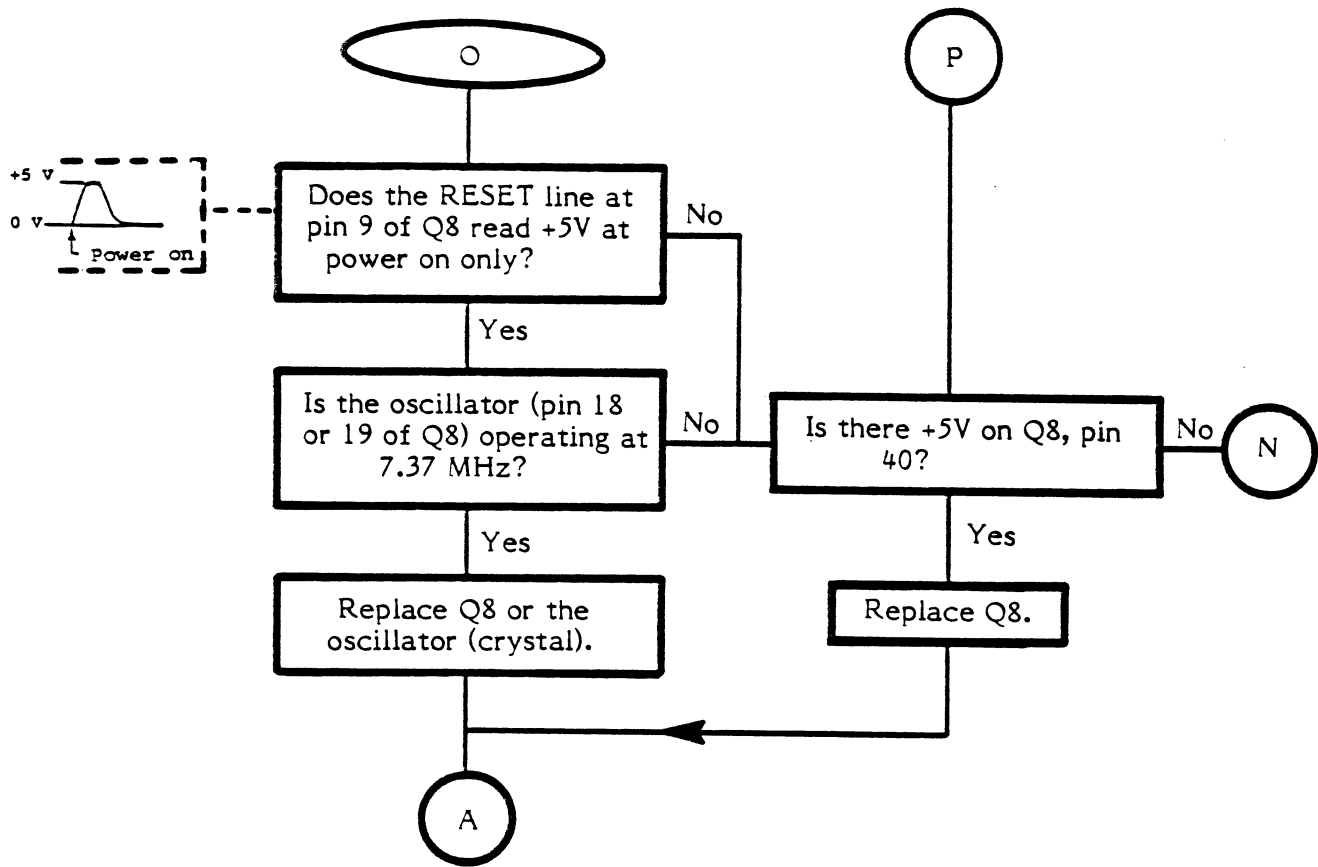 O
P
+5 V
0 V
Power on
Does the RESET line at
pin 9 of Q8 read +5V at
power on only?
No
Yes
Is the oscillator (pin 18
or 19 of Q8) operating at
7.37 MHz?
No
Is there +5V on Q8, pin
40?
No
N
Yes
Yes
Replace Q8 or the
oscillator (crystal).
Replace Q8.
A